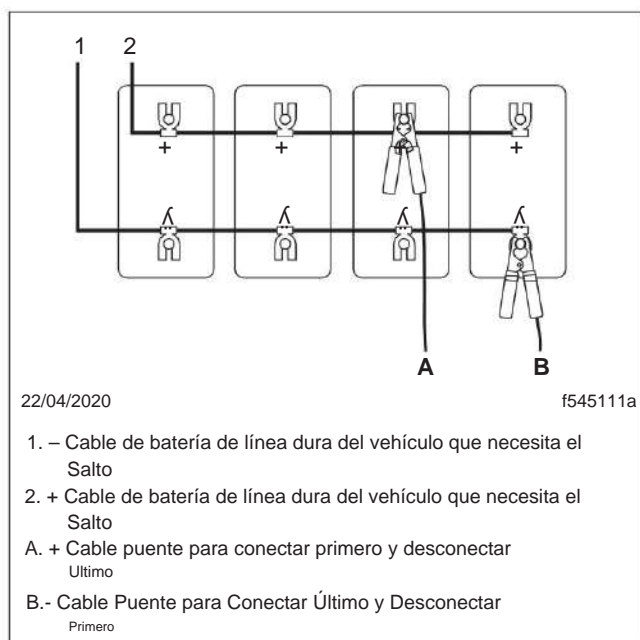 1 2
+ + + +
A B
22/04/2020 f545111a
1. – Cable de batería de línea dura del vehículo que necesita el
Salto
2. + Cable de batería de línea dura del vehículo que necesita el
Salto
A. + Cable puente para conectar primero y desconectar
Ultimo
B.- Cable Puente para Conectar Último y Desconectar
Primero